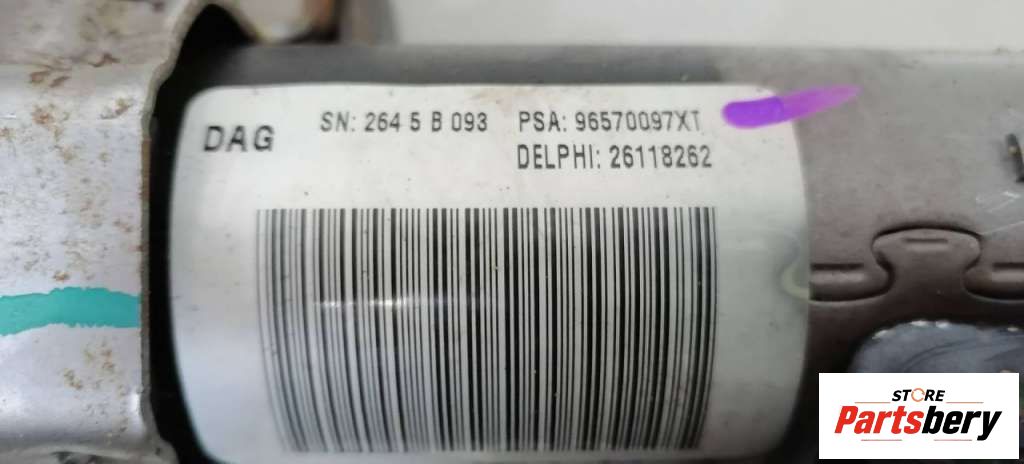 DAG
SN: 264 5 B 093
PSA: 96570097XT
DELPHI: 26118262
STORE
Partsbery